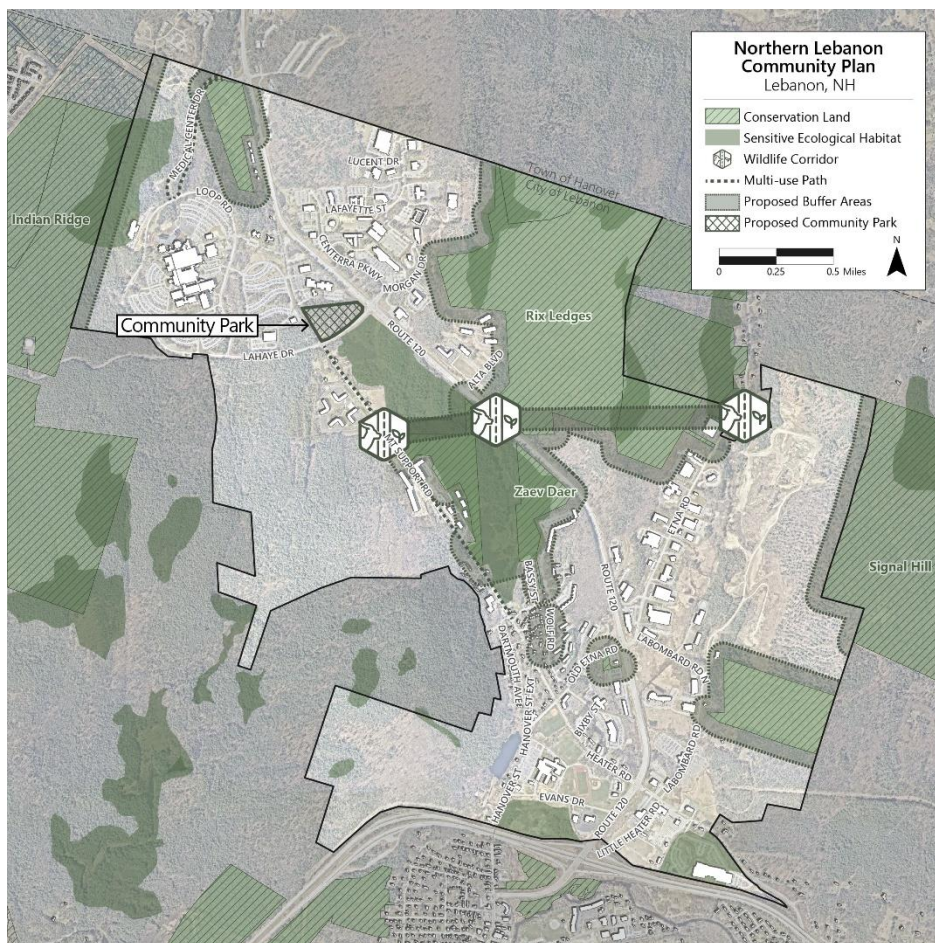 Northern Lebanon
Community Plan
Lebanon, NH
Conservation Land
Sensitive Ecological Habitat
Wildlife Corridor
Multi-use Path
Proposed Buffer Areas
Proposed Community Park
N
0 0.25 0.5 Miles
MEDICAL CENTER DR
LUCENT DR
Town of Hanover
City of Lebanon
LOOP RD
LAFAYETTE ST
Indian Ridge
CENTERRA PKWY
MORGAN DR
Rix Ledges
Community Park
ROUTE 120
LAHAYE DR
ALTA BLVD
MT SUPPORT RD
Zaev Daer
ETNA RD
Signal Hill
BASSY ST
ROUTE 120
WOLF RD
OLD ETNA RD
LABOMBARD RD N
DARTMOUTH AVE
HANOVER ST EXT
BIXBY ST
HEATER RD
LABOMBARD RD
HANOVER ST
EVANS DR
ROUTE 120
LITTLE HEATER RD